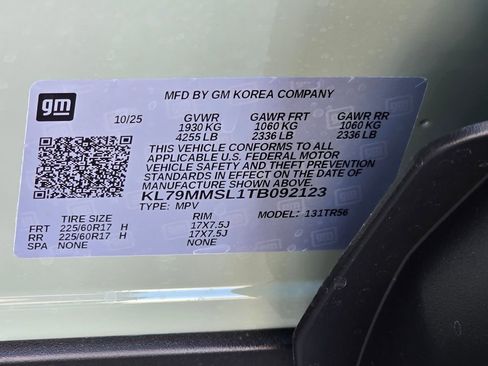 gm
MFD BY GM KOREA COMPANY
10/25 GVWR GAWR FRT GAWR RR
1930 KG 1060 KG 1060 KG
4255 LB 2336 LB 2336 LB
THIS VEHICLE CONFORMS TO ALL
APPLICABLE U.S. FEDERAL MOTOR
VEHICLE SAFETY AND THEFT PREVENTION
STANDARDS IN EFFECT ON THE DATE OF
MANUFACTURE SHOWN ABOVE.
KL79MMSL1TB092123
TYPE: MPV MODEL: 131TR56
TIRE SIZE RIM
FRT 225/60R17 H 17X7.5J
RR 225/60R17 H 17X7.5J
SPA NONE NONE